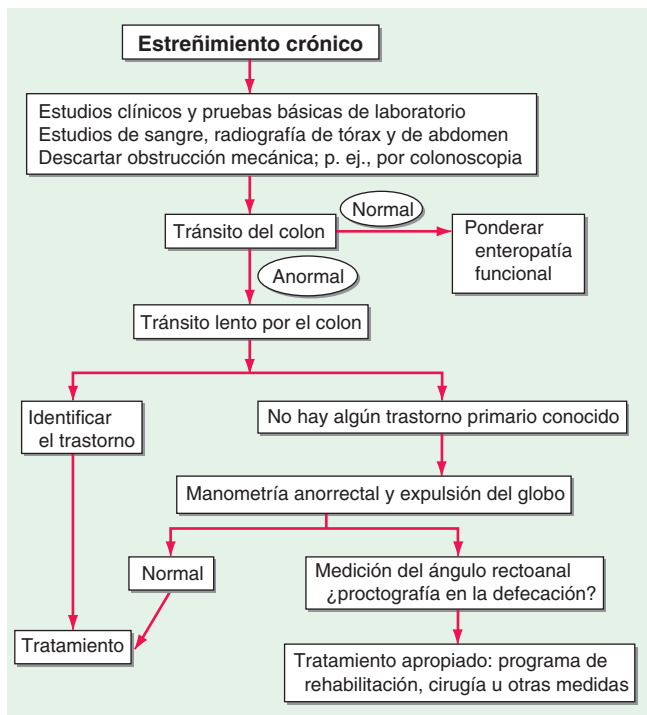 Estreñimiento crónico
Estudios clínicos y pruebas básicas de laboratorio
Estudios de sangre, radiografía de tórax y de abdomen
Descartar obstrucción mecánica; p. ej., por colonoscopia
Normal
Tránsito del colon
Ponderar
enteropatía
funcional
Anormal
Tránsito lento por el colon
Identificar
el trastorno
No hay algún trastorno primario conocido
Manometría anorrectal y expulsión del globo
Normal
Medición del ángulo rectoanal
¿proctografía en la defecación?
Tratamiento
Tratamiento apropiado: programa de
rehabilitación, cirugía u otras medidas